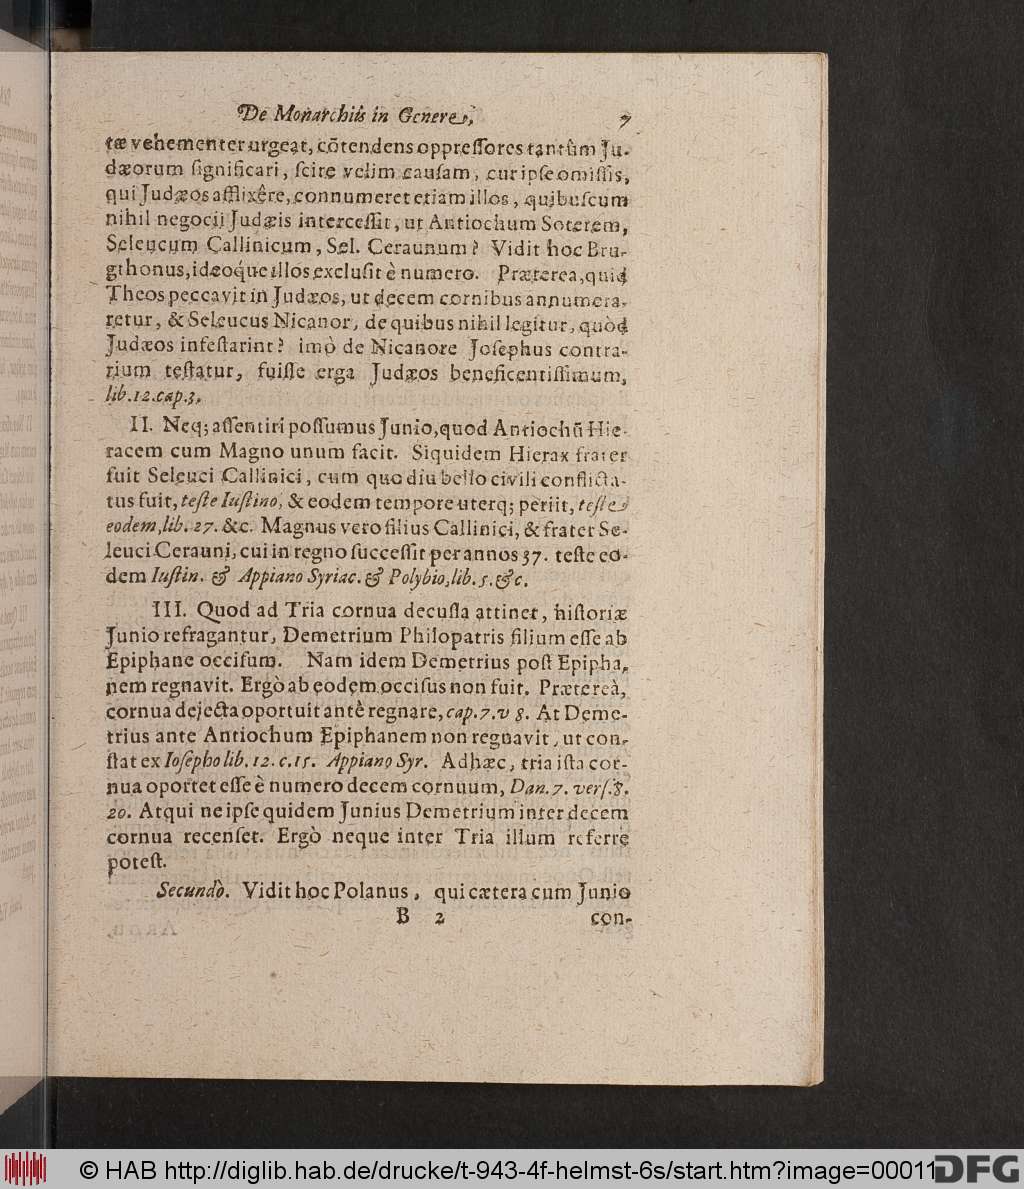 De Monarchiis in Genere, 7
tæ vehementer urgeat, cõtendens oppreſſores tantùm Ju-
dæorum ſignificari, ſcire velim cauſam, cur ipſe omiſſis,
qui Judæos afflixêre, connumeret etiam illos, quibuſcum
nihil negocii Judæis interceſſit, ut Antiochum Soterem,
Seleucum Callinicum, Sel. Ceraunum? Vidit hoc Bru-
gthonus, ideoq́ue illos excluſit è numero. Præterea, quid
Theos peccavit in Judæos, ut decem cornibus annumera-
retur, & Seleucus Nicanor, de quibus nihil legitur, quòd
Judæos infeſtarint? imò de Nicanore Joſephus contra-
rium teſtatur, fuiſſe erga Judæos beneficentiſſimum,
lib. 12. cap. 3.
II. Neq; aſſentiri poſſumus Junio, quod Antiochũ Hie-
racem cum Magno unum facit. Siquidem Hierax frater
fuit Seleuci Callinici, cum quo diu bello civili conflicta-
tus fuit, teſte Iuſtino, & eodem tempore uterq; periit, teſte
eodem, lib. 27. &c. Magnus vero filius Callinici, & frater Se-
leuci Cerauni, cui in regno ſucceſſit per annos 37. teſte eo-
dem Iuſtin. & Appiano Syriac. & Polybio, lib. 5. &c.
III. Quod ad Tria cornua decuſſa attinet, hiſtoriæ
Junio refragantur, Demetrium Philopatris filium eſſe ab
Epiphane occiſum. Nam idem Demetrius poſt Epipha-
nem regnavit. Ergò ab eodem occiſus non fuit. Prætereà,
cornua dejecta oportuit antè regnare, cap. 7. v 8. At Deme-
trius ante Antiochum Epiphanem non regnavit, ut con-
ſtat ex Ioſepho lib. 12. c. 15. Appiano Syr. Adhæc, tria iſta cor-
nua oportet eſſe è numero decem cornuum, Dan. 7. verſ. 8.
20. Atqui ne ipſe quidem Junius Demetrium inter decem
cornua recenſet. Ergò neque inter Tria illum referre
poteſt.
Secundò. Vidit hoc Polanus, qui cætera cum Junio
B 2 con-
© HAB http://diglib.hab.de/drucke/t-943-4f-helmst-6s/start.htm?image=00011
DFG